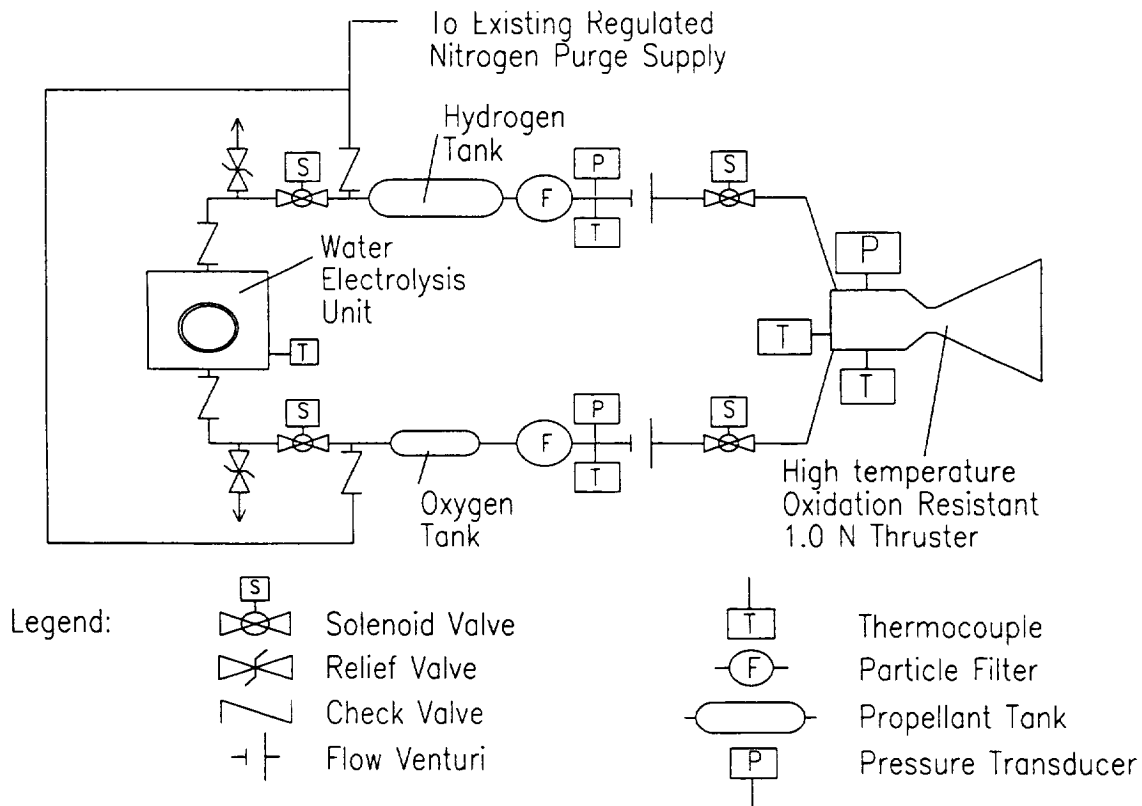 To Existing Regulated
Nitrogen Purge Supply
Hydrogen
Tank
S
P
S
F
T
Water
Electrolysis
Unit
P
T
T
T
S
P
S
F
T
Oxygen
Tank
High temperature
Oxidation Resistant
1.0 N Thruster
Legend:
S
Solenoid Valve
Relief Valve
Check Valve
Flow Venturi
T
Thermocouple
F
Particle Filter
Propellant Tank
P
Pressure Transducer